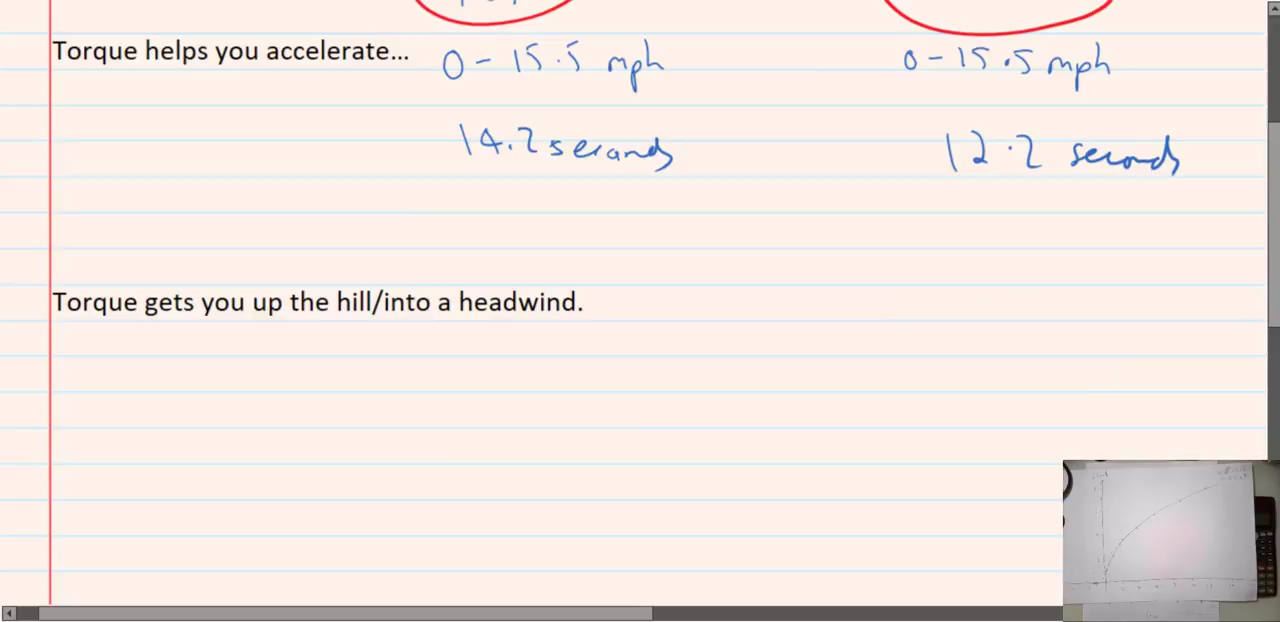 Torque helps you accelerate... 0 - 15.5 mph 0 - 15.5 mph
14.2 seconds 12.2 seconds
Torque gets you up the hill/into a headwind.